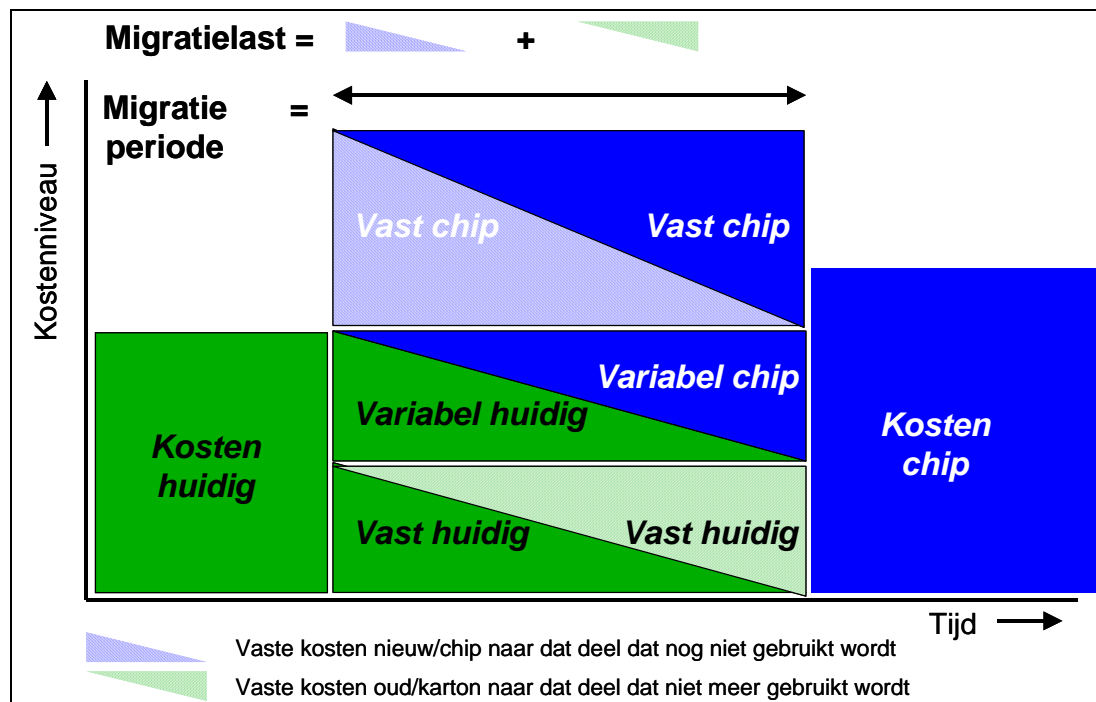 Migratielast = +
Migratie =
periode
Kostenniveau
Vast chip
Vast chip
Variabel chip
Variabel huidig
Kosten
huidig
Vast huidig
Vast huidig
Kosten
chip
Tijd
Vaste kosten nieuw/chip naar dat deel dat nog niet gebruikt wordt
Vaste kosten oud/karton naar dat deel dat niet meer gebruikt wordt